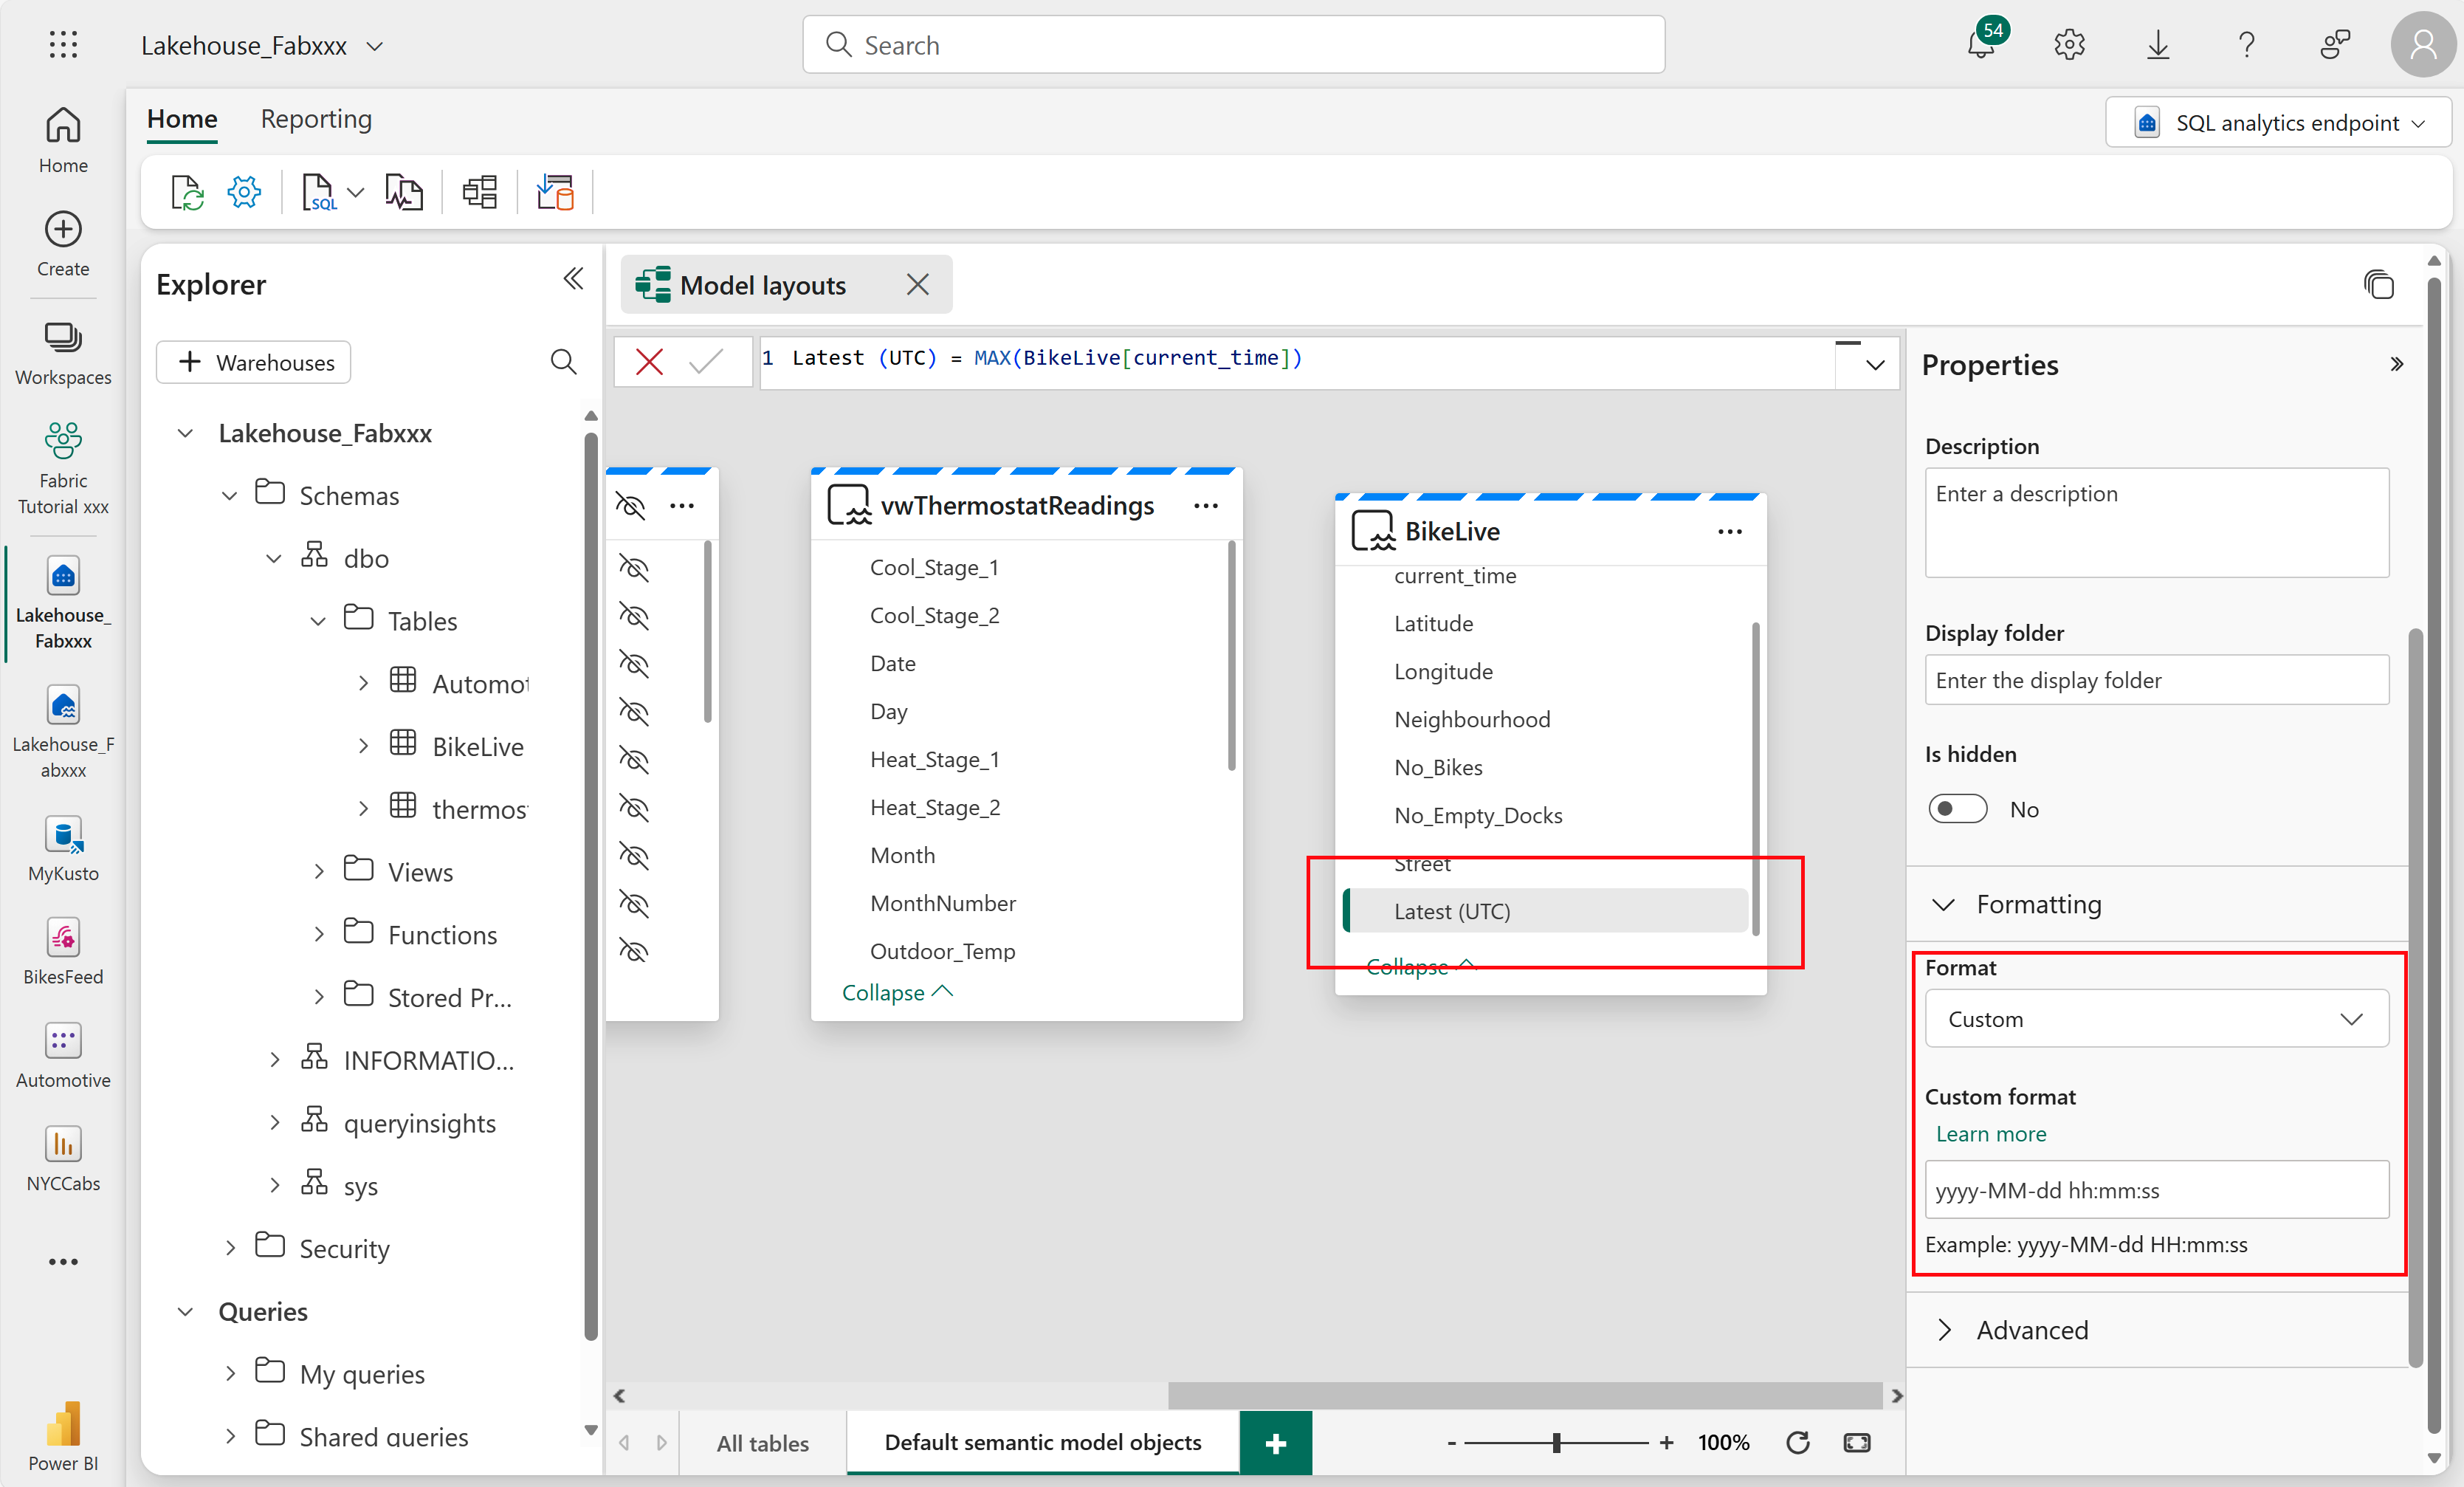 Lakehouse_Fabxxx
Search
54
Home
Reporting
SQL analytics endpoint
SQL
Home
Create
Workspaces
Fabric
Tutorial xxx
Lakehouse_
Fabxxx
Lakehouse_F
abxxx
MyKusto
BikesFeed
Automotive
NYCCabs
Power BI
Explorer
Warehouses
Lakehouse_Fabxxx
Schemas
dbo
Tables
Automot
BikeLive
thermos
Views
Functions
Stored Pr...
INFORMATIO...
queryinsights
sys
Security
Queries
My queries
Shared queries
Model layouts
1 Latest (UTC) = MAX(BikeLive[current_time])
vwThermostatReadings
Cool_Stage_1
Cool_Stage_2
Date
Day
Heat_Stage_1
Heat_Stage_2
Month
MonthNumber
Outdoor_Temp
Collapse
BikeLive
current_time
Latitude
Longitude
Neighbourhood
No_Bikes
No_Empty_Docks
Street
Latest (UTC)
Collapse
All tables
Default semantic model objects
+
- + 100%
Properties
Description
Enter a description
Display folder
Enter the display folder
Is hidden
No
Formatting
Format
Custom
Custom format
Learn more
yyyy-MM-dd hh:mm:ss
Example: yyyy-MM-dd HH:mm:ss
Advanced